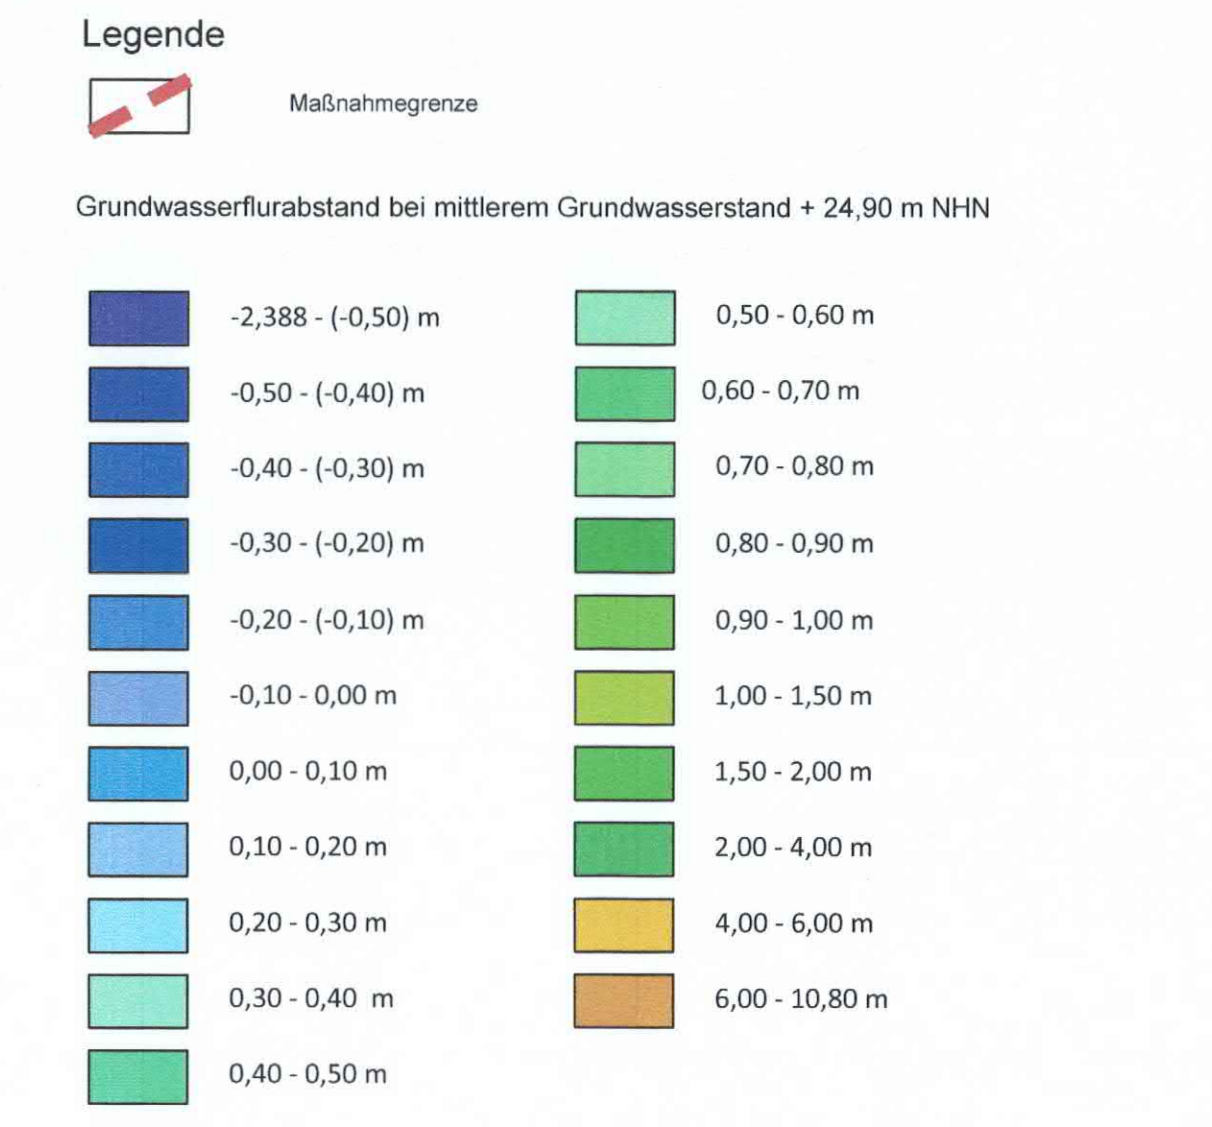 Legende
Maßnahmegrenze
Grundwasserflurabstand bei mittlerem Grundwasserstand + 24,90 m NHN
-2,388 - (-0,50) m
-0,50 - (-0,40) m
-0,40 - (-0,30) m
-0,30 - (-0,20) m
-0,20 - (-0,10) m
-0,10 - 0,00 m
0,00 - 0,10 m
0,10 - 0,20 m
0,20 - 0,30 m
0,30 - 0,40 m
0,40 - 0,50 m
0,50 - 0,60 m
0,60 - 0,70 m
0,70 - 0,80 m
0,80 - 0,90 m
0,90 - 1,00 m
1,00 - 1,50 m
1,50 - 2,00 m
2,00 - 4,00 m
4,00 - 6,00 m
6,00 - 10,80 m